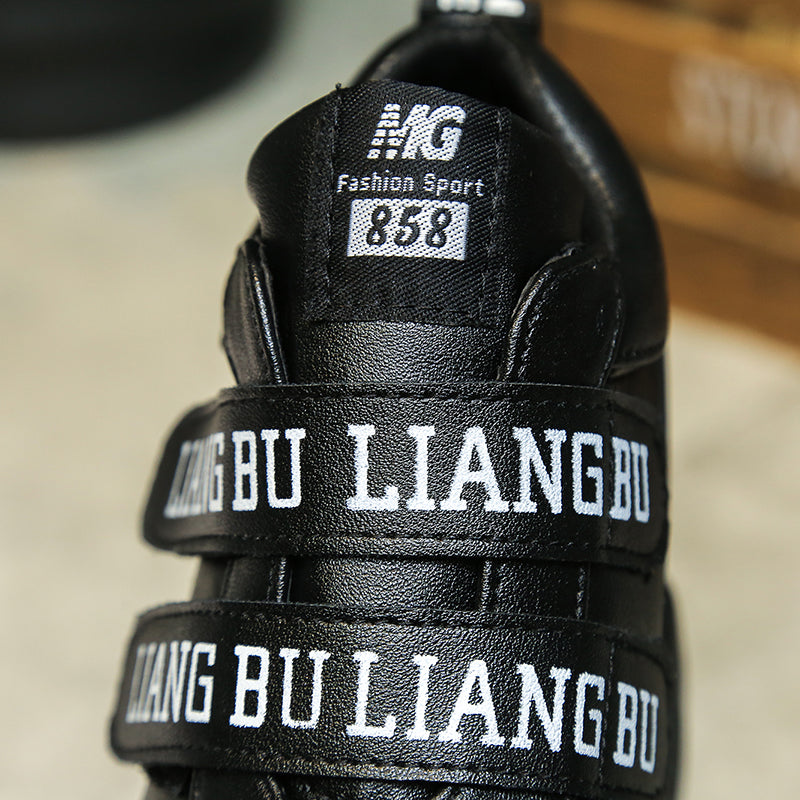 MG
Fashion Sport
858
LIANG BU LIANG BU
LIANG BU LIANG BU